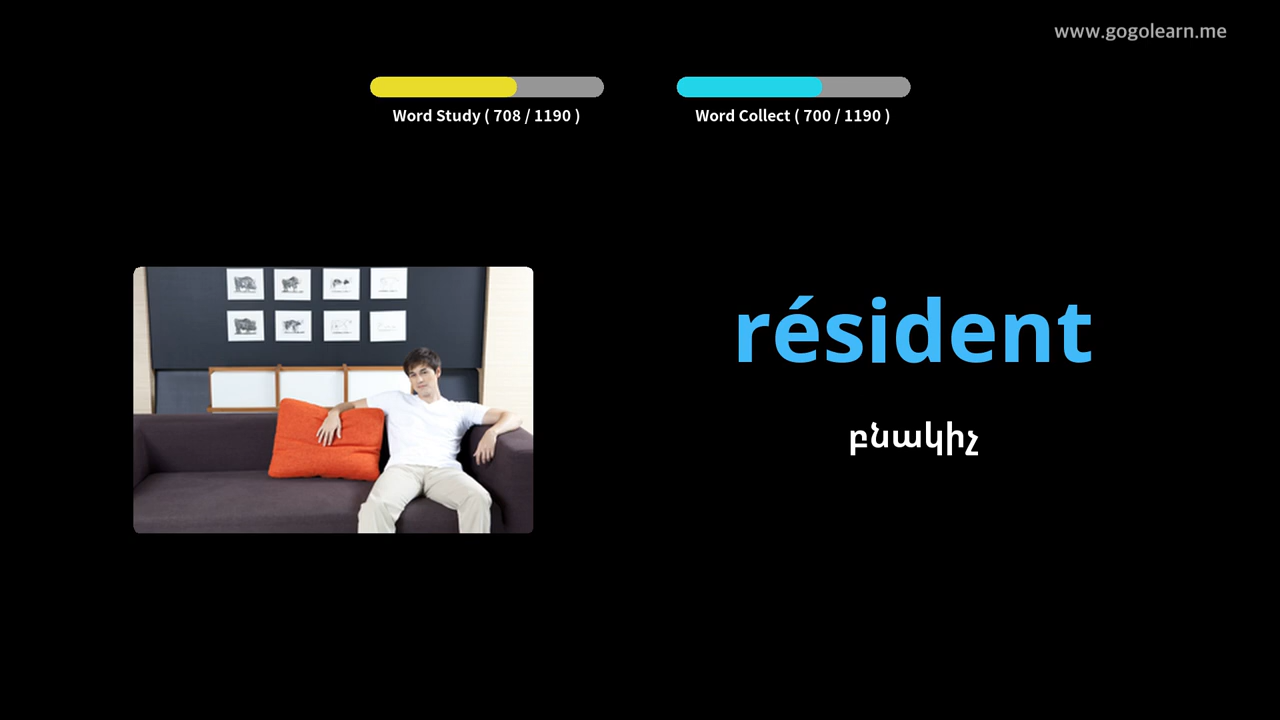 www.gogolearn.me
Word Study ( 708 / 1190 )
Word Collect ( 700 / 1190 )
résident
բնակիչ